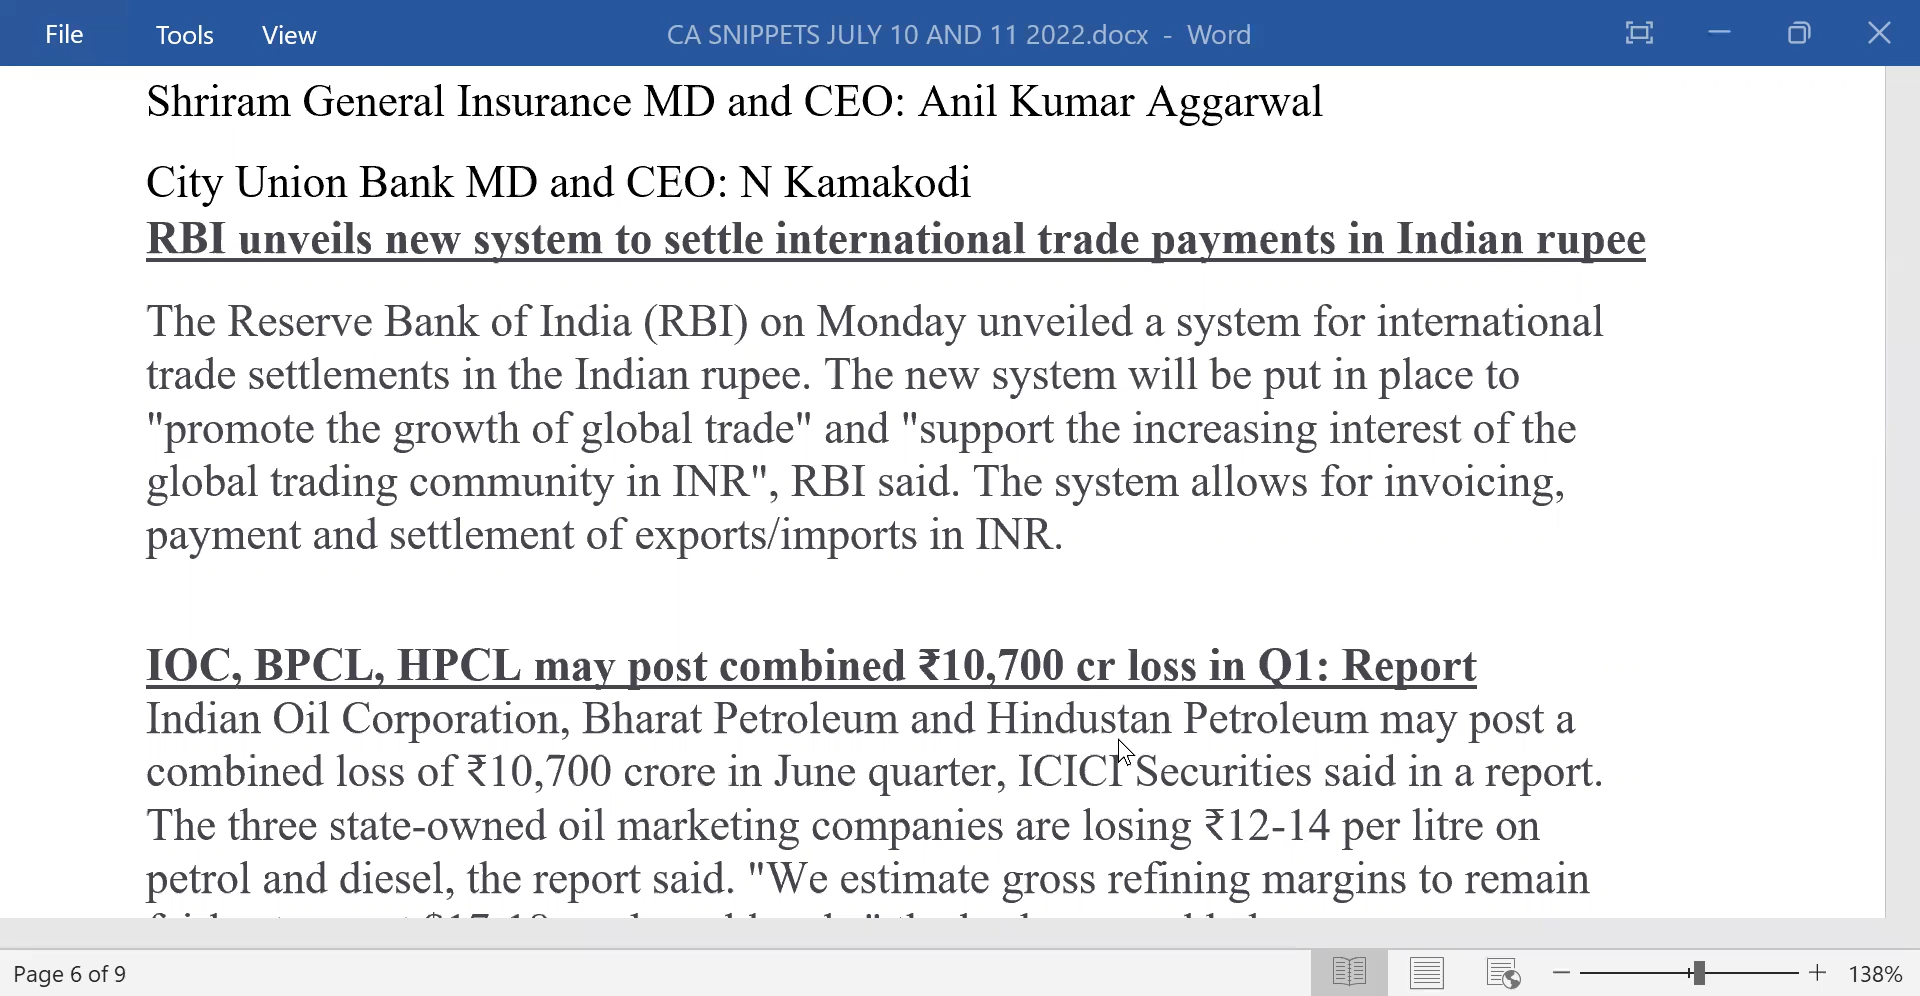 File Tools View CA SNIPPETS JULY 10 AND 11 2022.docx - Word
Shriram General Insurance MD and CEO: Anil Kumar Aggarwal
City Union Bank MD and CEO: N Kamakodi
RBI unveils new system to settle international trade payments in Indian rupee
The Reserve Bank of India (RBI) on Monday unveiled a system for international
trade settlements in the Indian rupee. The new system will be put in place to
"promote the growth of global trade" and "support the increasing interest of the
global trading community in INR", RBI said. The system allows for invoicing,
payment and settlement of exports/imports in INR.
IOC, BPCL, HPCL may post combined ₹10,700 cr loss in Q1: Report
Indian Oil Corporation, Bharat Petroleum and Hindustan Petroleum may post a
combined loss of ₹10,700 crore in June quarter, ICICI Securities said in a report.
The three state-owned oil marketing companies are losing ₹12-14 per litre on
petrol and diesel, the report said. "We estimate gross refining margins to remain
Page 6 of 9 138%